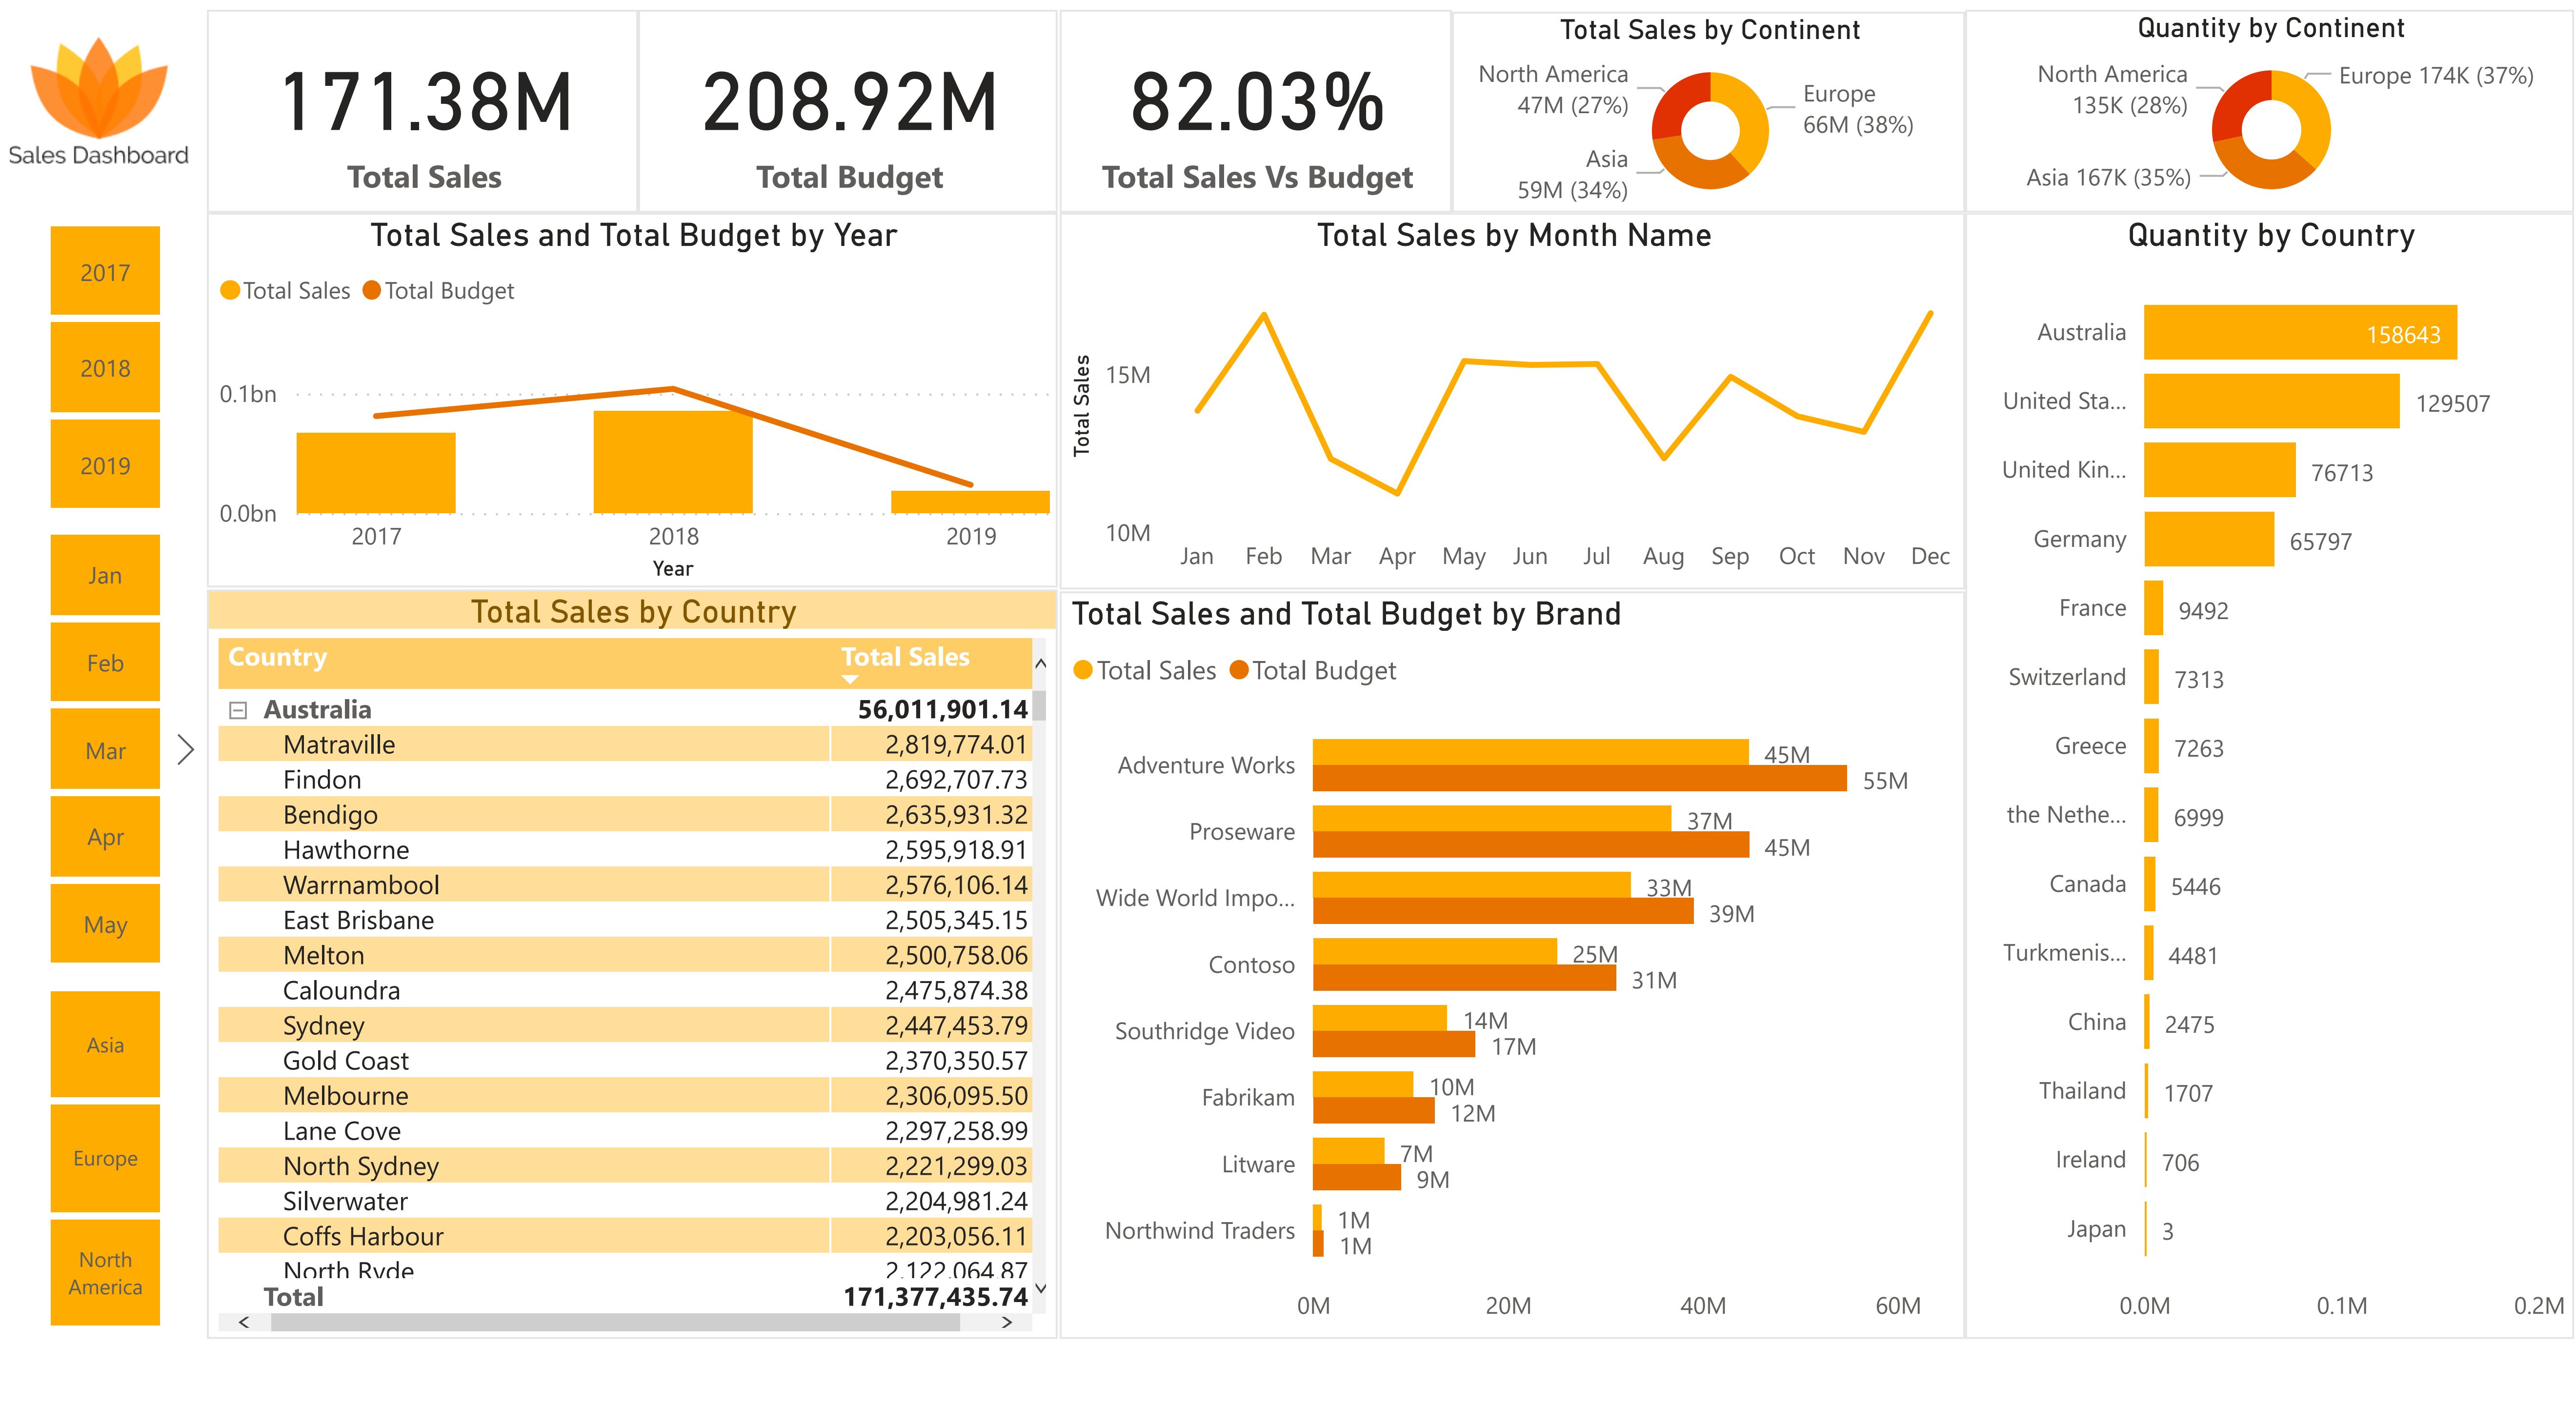 Sales Dashboard
2017
2018
2019
Jan
Feb
Mar
Apr
May
Asia
Europe
North
America
171.38M
Total Sales
208.92M
Total Budget
82.03%
Total Sales Vs Budget
Total Sales by Continent
North America
47M (27%)
Europe
66M (38%)
Asia
59M (34%)
Quantity by Continent
North America
135K (28%)
Europe 174K (37%)
Asia 167K (35%)
Total Sales and Total Budget by Year
Total Sales Total Budget
0.1bn
0.0bn
2017 2018 2019
Year
Total Sales by Month Name
Total Sales
15M
10M
Jan Feb Mar Apr May Jun Jul Aug Sep Oct Nov Dec
Total Sales by Country
Country Total Sales
Australia 56,011,901.14
Matraville 2,819,774.01
Findon 2,692,707.73
Bendigo 2,635,931.32
Hawthorne 2,595,918.91
Warrnambool 2,576,106.14
East Brisbane 2,505,345.15
Melton 2,500,758.06
Caloundra 2,475,874.38
Sydney 2,447,453.79
Gold Coast 2,370,350.57
Melbourne 2,306,095.50
Lane Cove 2,297,258.99
North Sydney 2,221,299.03
Silverwater 2,204,981.24
Coffs Harbour 2,203,056.11
North Ryde 2,122,064.87
Total 171,377,435.74
Total Sales and Total Budget by Brand
Total Sales Total Budget
Adventure Works 45M
55M
Proseware 37M
45M
Wide World Impo... 33M
39M
Contoso 25M
31M
Southridge Video 14M
17M
Fabrikam 10M
12M
Litware 7M
9M
Northwind Traders 1M
1M
0M 20M 40M 60M
Quantity by Country
Australia 158643
United Sta... 129507
United Kin... 76713
Germany 65797
France 9492
Switzerland 7313
Greece 7263
the Nethe... 6999
Canada 5446
Turkmenis... 4481
China 2475
Thailand 1707
Ireland 706
Japan 3
0.0M 0.1M 0.2M